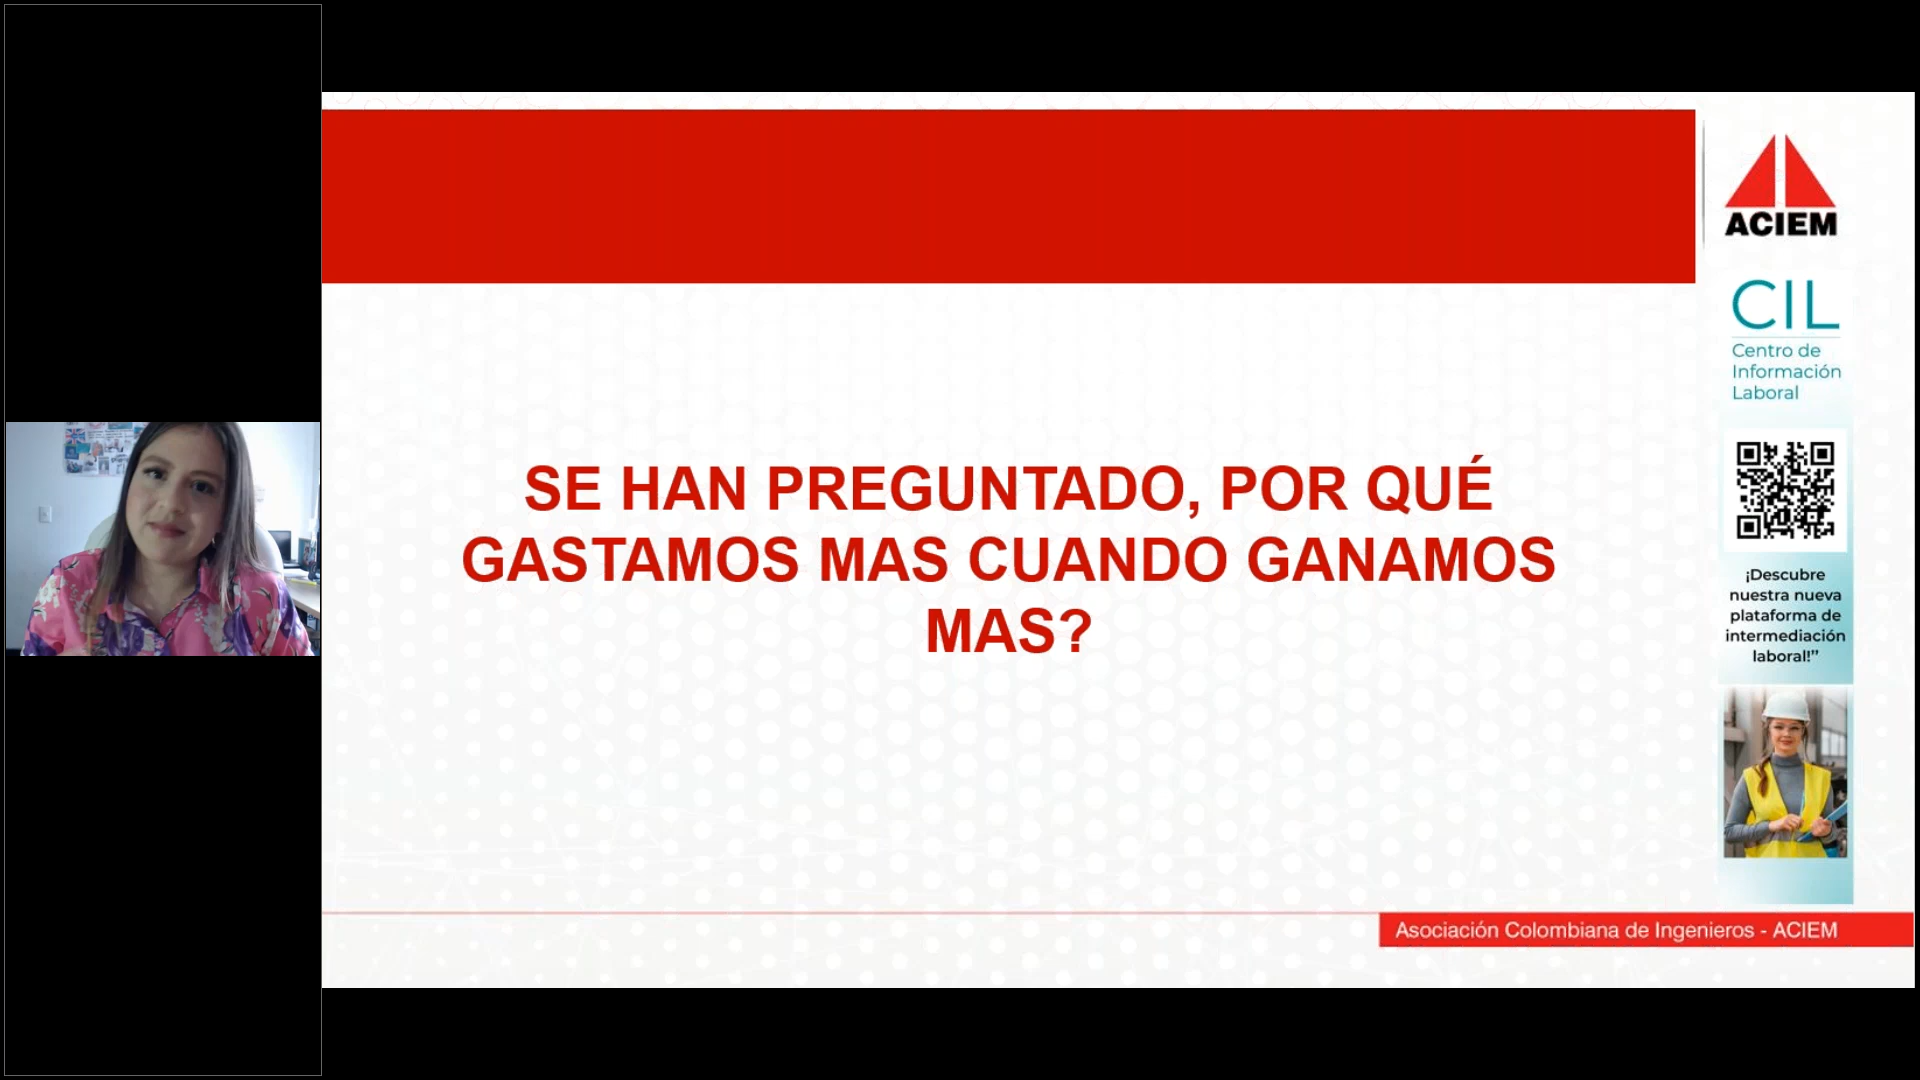 SE HAN PREGUNTADO, POR QUÉ
GASTAMOS MAS CUANDO GANAMOS
MAS?
ACIEM
CIL
Centro de
Información
Laboral
¡Descubre
nuestra nueva
plataforma de
intermediación
laboral!”
Asociación Colombiana de Ingenieros - ACIEM